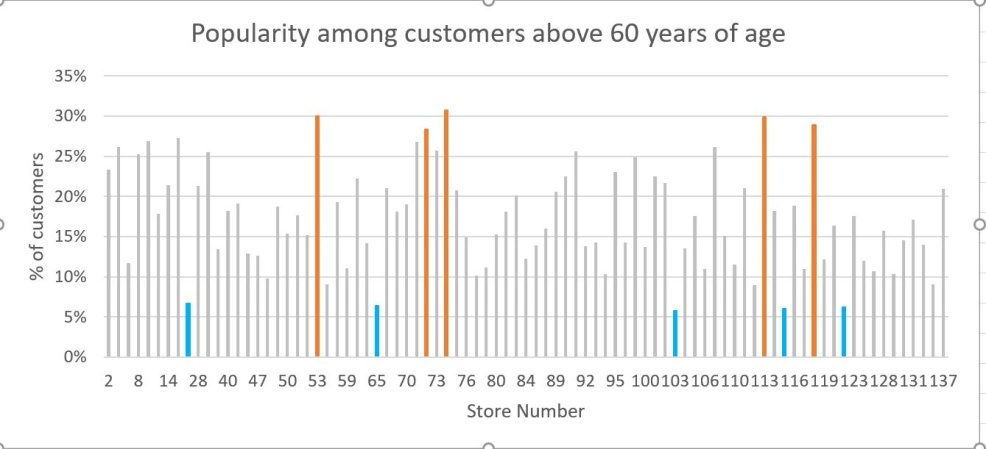 Popularity among customers above 60 years of age
35%
30%
25%
20%
15%
10%
5%
0%
% of customers
2 8 14 28 40 47 50 53 59 65 70 73 76 80 84 89 92 95 100 103 106 110 113 116 119 123 128 131 137
Store Number